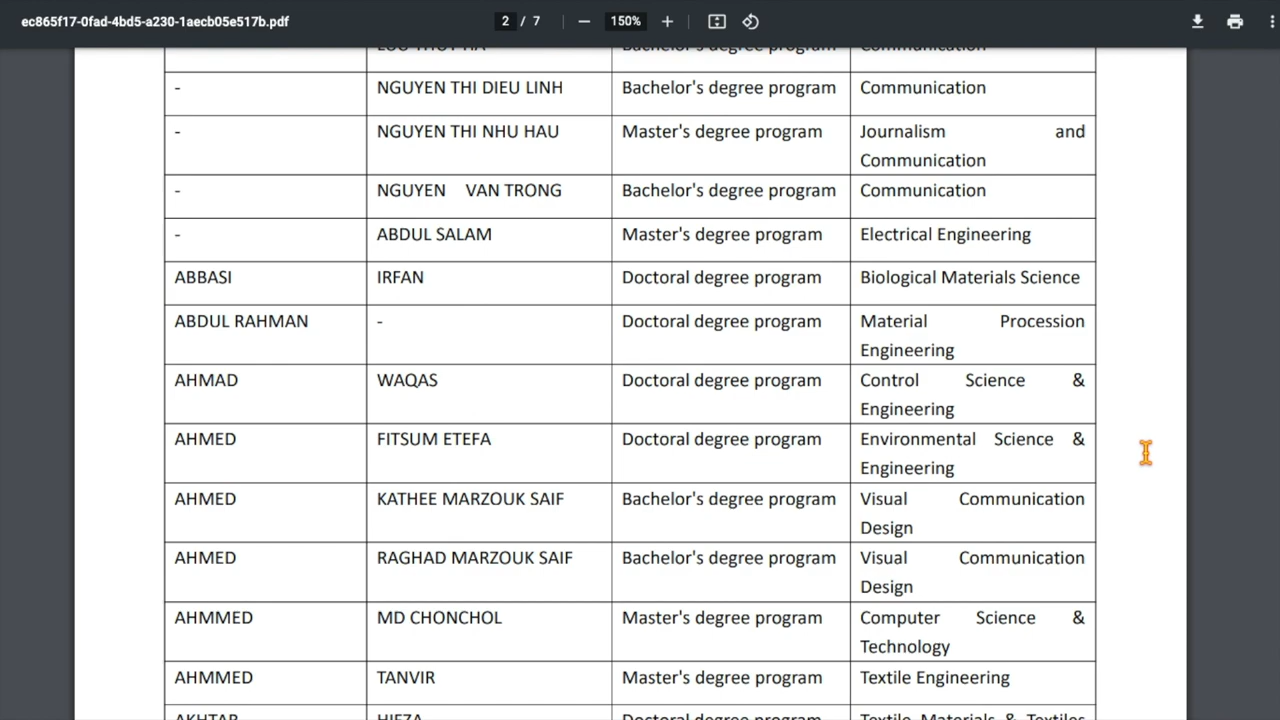 ec865f17-0fad-4bd5-a230-1aecb05e517b.pdf 2 / 7 150%
Bachelor's degree program Communication
- NGUYEN THI DIEU LINH Bachelor's degree program Communication
- NGUYEN THI NHU HAU Master's degree program Journalism and
Communication
- NGUYEN VAN TRONG Bachelor's degree program Communication
- ABDUL SALAM Master's degree program Electrical Engineering
ABBASI IRFAN Doctoral degree program Biological Materials Science
ABDUL RAHMAN - Doctoral degree program Material Procession
Engineering
AHMAD WAQAS Doctoral degree program Control Science &
Engineering
AHMED FITSUM ETEFA Doctoral degree program Environmental Science &
Engineering
AHMED KATHEE MARZOUK SAIF Bachelor's degree program Visual Communication
Design
AHMED RAGHAD MARZOUK SAIF Bachelor's degree program Visual Communication
Design
AHMMED MD CHONCHOL Master's degree program Computer Science &
Technology
AHMMED TANVIR Master's degree program Textile Engineering
AKHTAR HIFZA Doctoral degree program Textile Materials & Textiles